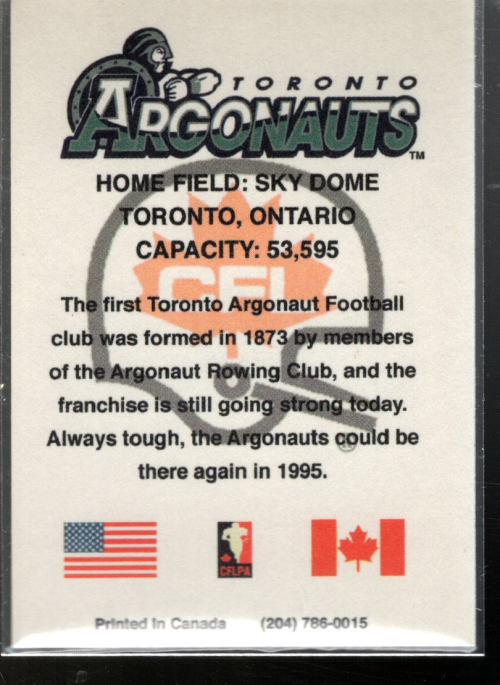 TORONTO
ARGONAUTS™
HOME FIELD: SKY DOME
TORONTO, ONTARIO
CAPACITY: 53,595
CFL
The first Toronto Argonaut Football
club was formed in 1873 by members
of the Argonaut Rowing Club, and the
franchise is still going strong today.
Always tough, the Argonauts could be
there again in 1995.
®
CFLPA
Printed In Canada (204) 786-0015